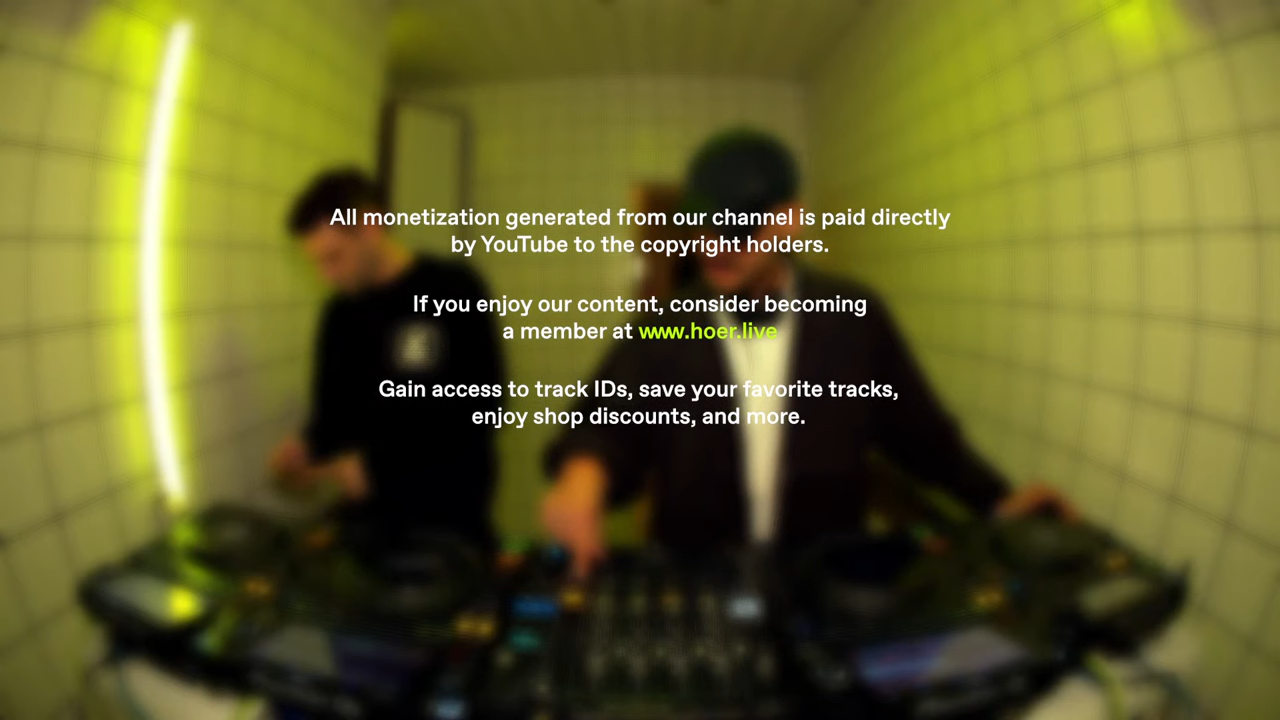 All monetization generated from our channel is paid directly
by YouTube to the copyright holders.
If you enjoy our content, consider becoming
a member at www.hoer.live
Gain access to track IDs, save your favorite tracks,
enjoy shop discounts, and more.